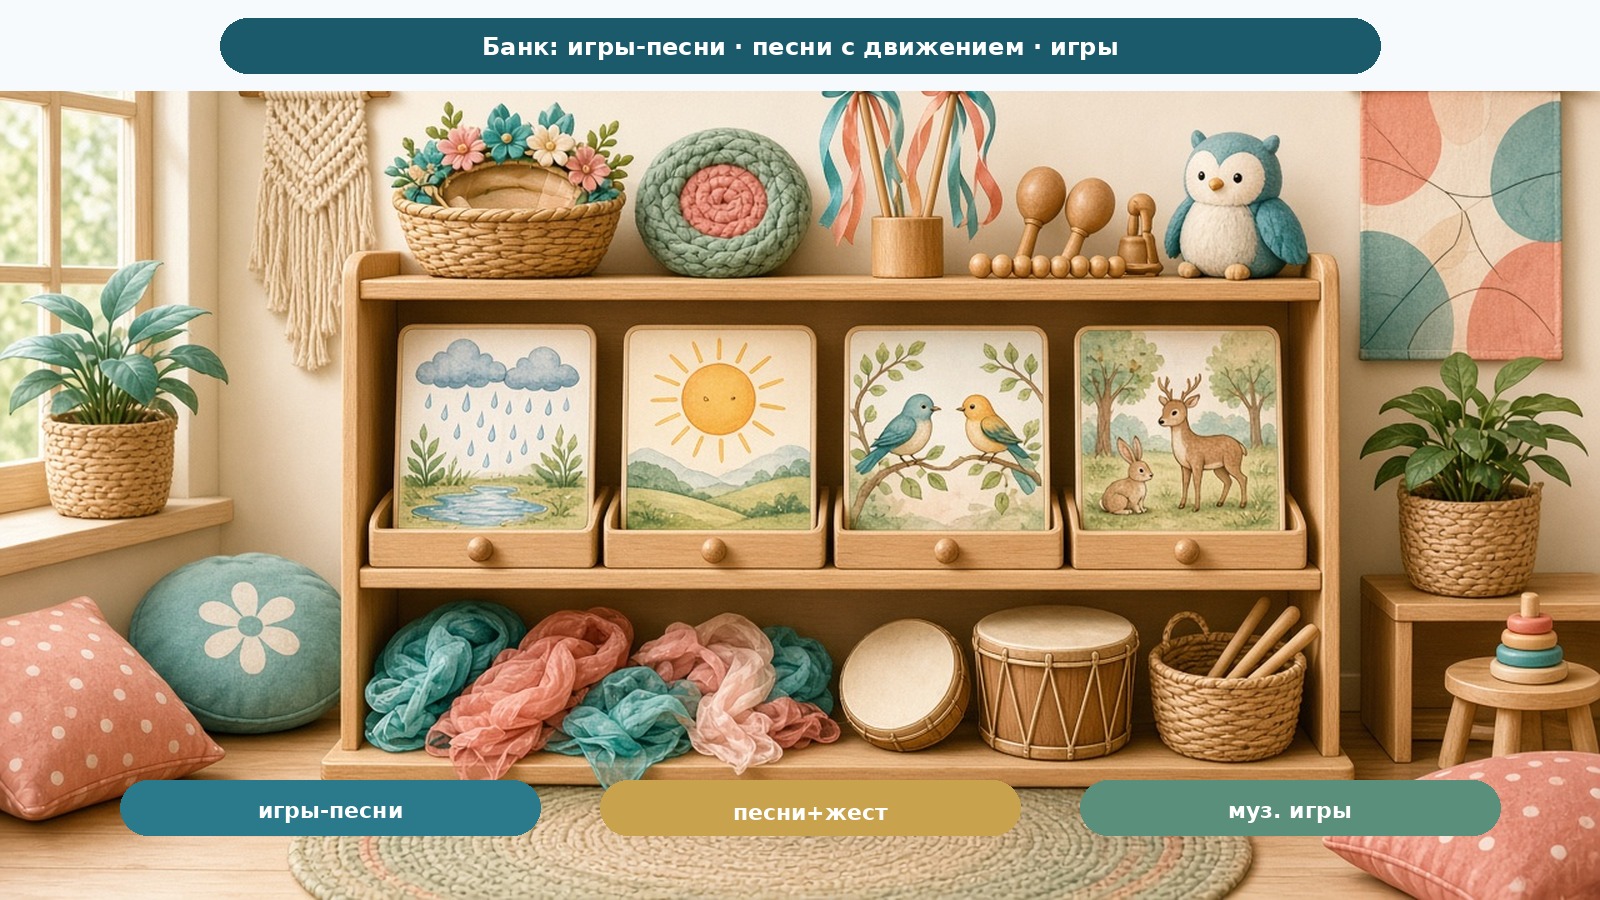 Банк: игры-песни · песни с движением · игры
игры-песни
песни+жест
муз. игры